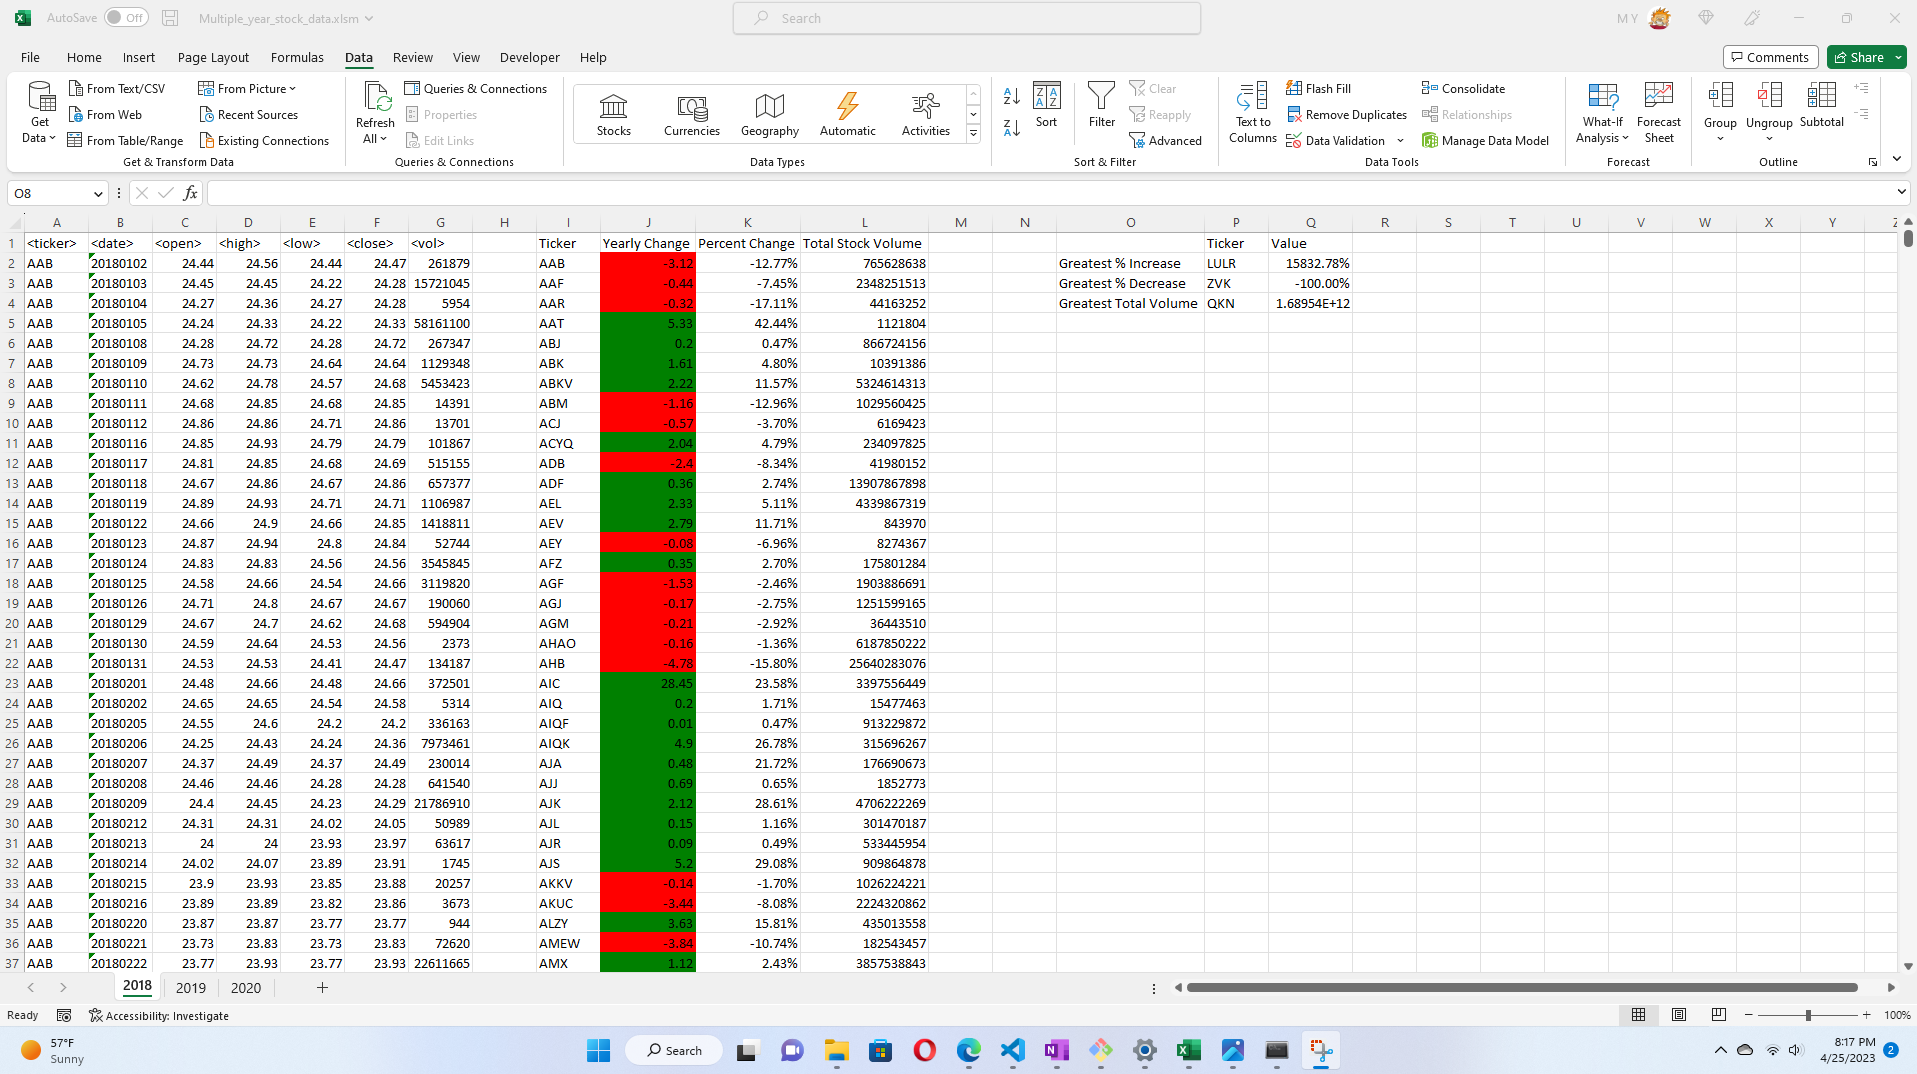 AutoSave Off Multiple_year_stock_data.xlsm Search M Y
File Home Insert Page Layout Formulas Data Review View Developer Help Comments Share
Get Data From Text/CSV From Web From Table/Range From Picture Recent Sources Existing Connections
Get & Transform Data
Refresh All Queries & Connections Properties Edit Links
Queries & Connections
Stocks Currencies Geography Automatic Activities
Data Types
Sort Filter Clear Reapply Advanced
Sort & Filter
Text to Columns Flash Fill Remove Duplicates Data Validation Consolidate Relationships Manage Data Model
Data Tools
What-If Analysis Forecast Sheet
Forecast
Group Ungroup Subtotal
Outline
O8 fx
A B C D E F G H I J K L M N O P Q R S T U V W X Y Z
1 <ticker> <date> <open> <high> <low> <close> <vol> Ticker Yearly Change Percent Change Total Stock Volume Ticker Value
2 AAB 20180102 24.44 24.56 24.44 24.47 261879 AAB -3.12 -12.77% 765628638 Greatest % Increase LULR 15832.78%
3 AAB 20180103 24.45 24.45 24.22 24.28 15721045 AAF -0.44 -7.45% 2348251513 Greatest % Decrease ZVK -100.00%
4 AAB 20180104 24.27 24.36 24.27 24.28 5954 AAR -0.32 -17.11% 44163252 Greatest Total Volume QKN 1.68954E+12
5 AAB 20180105 24.24 24.33 24.22 24.33 58161100 AAT 5.33 42.44% 1121804
6 AAB 20180108 24.28 24.72 24.28 24.72 267347 ABJ 0.2 0.47% 866724156
7 AAB 20180109 24.73 24.73 24.64 24.64 1129348 ABK 1.61 4.80% 10391386
8 AAB 20180110 24.62 24.78 24.57 24.68 5453423 ABKV 2.22 11.57% 5324614313
9 AAB 20180111 24.68 24.85 24.68 24.85 14391 ABM -1.16 -12.96% 1029560425
10 AAB 20180112 24.86 24.86 24.71 24.86 13701 ACJ -0.57 -3.70% 6169423
11 AAB 20180116 24.85 24.93 24.79 24.79 101867 ACYQ 2.04 4.79% 234097825
12 AAB 20180117 24.81 24.85 24.68 24.69 515155 ADB -2.4 -8.34% 41980152
13 AAB 20180118 24.67 24.86 24.67 24.86 657377 ADF 0.36 2.74% 13907867898
14 AAB 20180119 24.89 24.93 24.71 24.71 1106987 AEL 2.33 5.11% 4339867319
15 AAB 20180122 24.66 24.9 24.66 24.85 1418811 AEV 2.79 11.71% 843970
16 AAB 20180123 24.87 24.94 24.8 24.84 52744 AEY -0.08 -6.96% 8274367
17 AAB 20180124 24.83 24.83 24.56 24.56 3545845 AFZ 0.35 2.70% 175801284
18 AAB 20180125 24.58 24.66 24.54 24.66 3119820 AGF -1.53 -2.46% 1903886691
19 AAB 20180126 24.71 24.8 24.67 24.67 190060 AGJ -0.17 -2.75% 1251599165
20 AAB 20180129 24.67 24.7 24.62 24.68 594904 AGM -0.21 -2.92% 36443510
21 AAB 20180130 24.59 24.64 24.53 24.56 2373 AHAO -0.16 -1.36% 6187850222
22 AAB 20180131 24.53 24.53 24.41 24.47 134187 AHB -4.78 -15.80% 25640283076
23 AAB 20180201 24.48 24.66 24.48 24.66 372501 AIC 28.45 23.58% 3397556449
24 AAB 20180202 24.65 24.65 24.54 24.58 5314 AIQ 0.2 1.71% 15477463
25 AAB 20180205 24.55 24.6 24.2 24.2 336163 AIQF 0.01 0.47% 913229872
26 AAB 20180206 24.25 24.43 24.24 24.36 7973461 AIQK 4.9 26.78% 315696267
27 AAB 20180207 24.37 24.49 24.37 24.49 230014 AJA 0.48 21.72% 176690673
28 AAB 20180208 24.46 24.46 24.28 24.28 641540 AJJ 0.69 0.65% 1852773
29 AAB 20180209 24.4 24.45 24.23 24.29 21786910 AJK 2.12 28.61% 4706222269
30 AAB 20180212 24.31 24.31 24.02 24.05 50989 AJL 0.15 1.16% 301470187
31 AAB 20180213 24 24 23.93 23.97 63617 AJR 0.09 0.49% 533445954
32 AAB 20180214 24.02 24.07 23.89 23.91 1745 AJS 5.2 29.08% 909864878
33 AAB 20180215 23.9 23.93 23.85 23.88 20257 AKKV -0.14 -1.70% 1026224221
34 AAB 20180216 23.89 23.89 23.82 23.86 3673 AKUC -3.44 -8.08% 2224320862
35 AAB 20180220 23.87 23.87 23.77 23.77 944 ALZY 3.63 15.81% 435013558
36 AAB 20180221 23.73 23.83 23.73 23.83 72620 AMEW -3.84 -10.74% 182543457
37 AAB 20180222 23.77 23.93 23.77 23.93 22611665 AMX 1.12 2.43% 3857538843
2018 2019 2020
Ready Accessibility: Investigate 100%
57°F Sunny Search 8:17 PM 4/25/2023 2